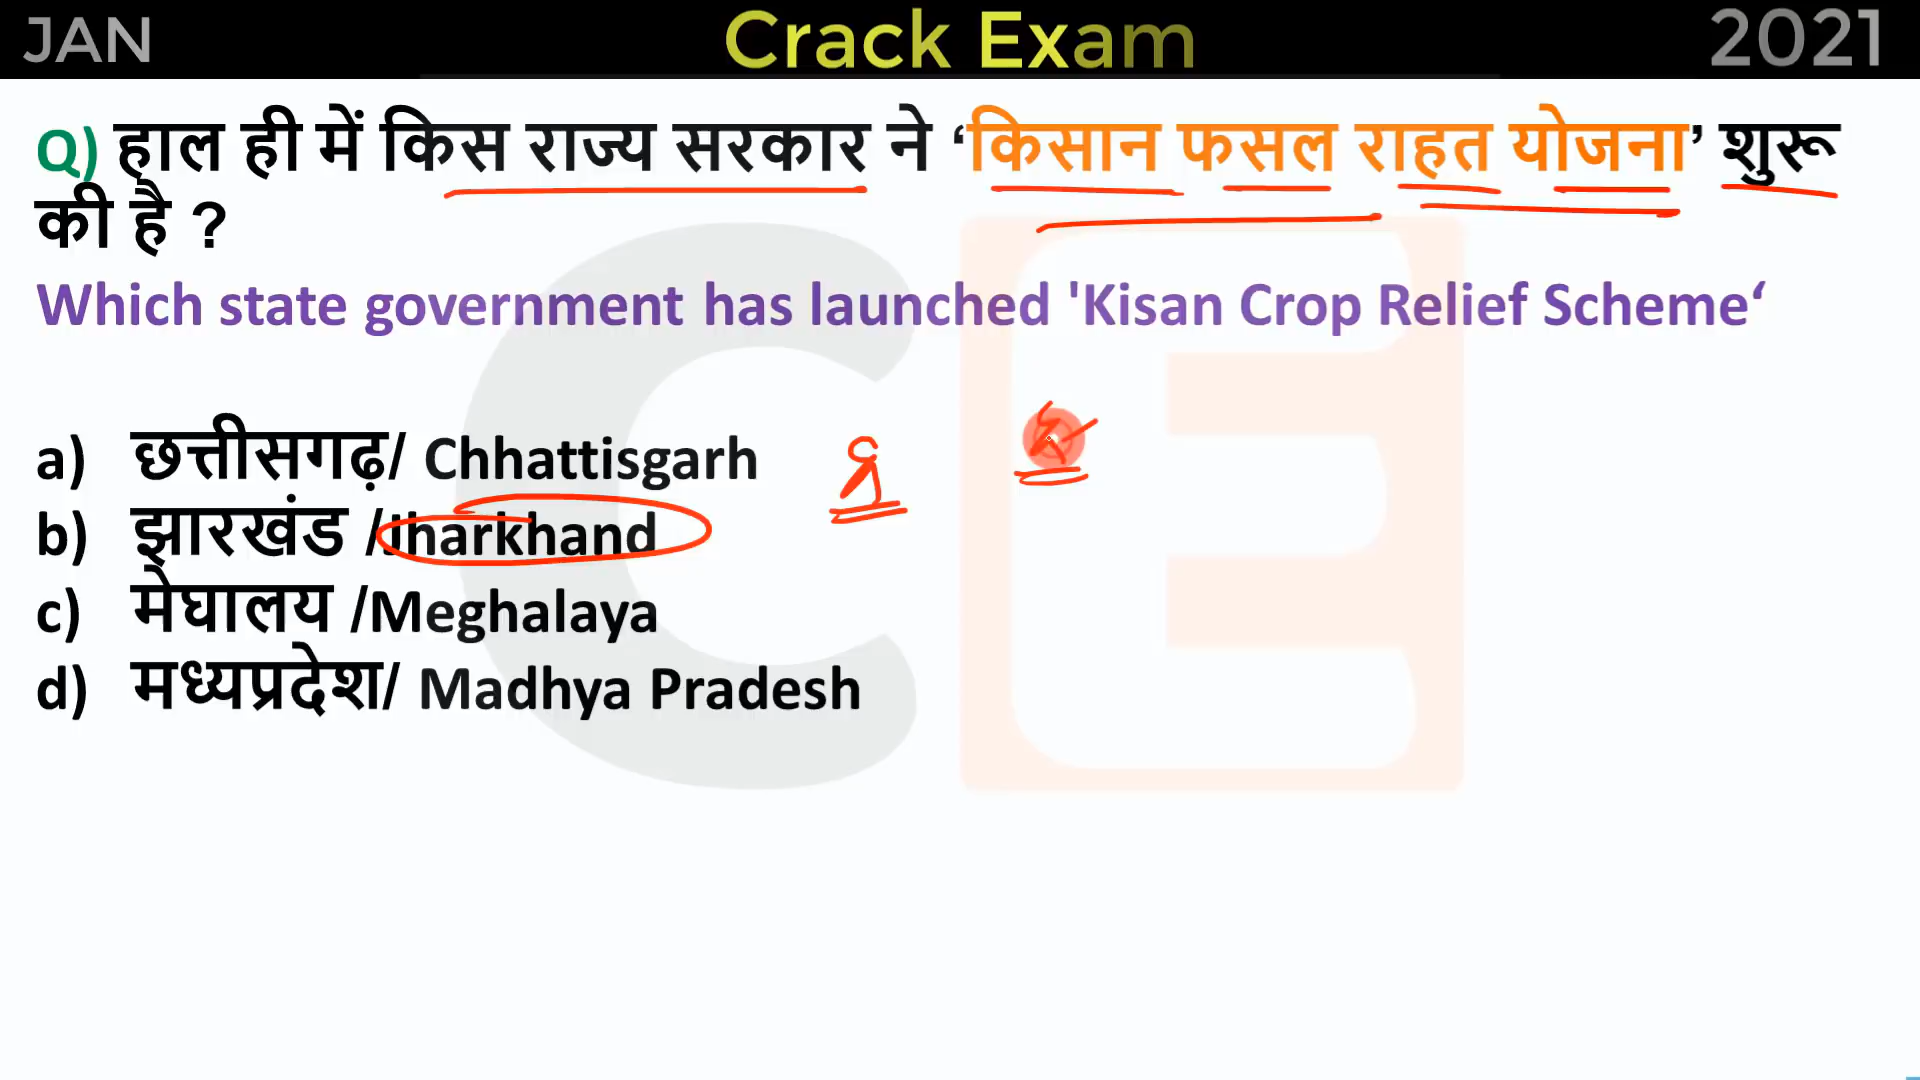 JAN Crack Exam 2021
Q) हाल ही में किस राज्य सरकार ने ‘किसान फसल राहत योजना’ शुरू
की है ?
Which state government has launched 'Kisan Crop Relief Scheme‘
a) छत्तीसगढ़/ Chhattisgarh
b) झारखंड /Jharkhand
c) मेघालय /Meghalaya
d) मध्यप्रदेश/ Madhya Pradesh
CE